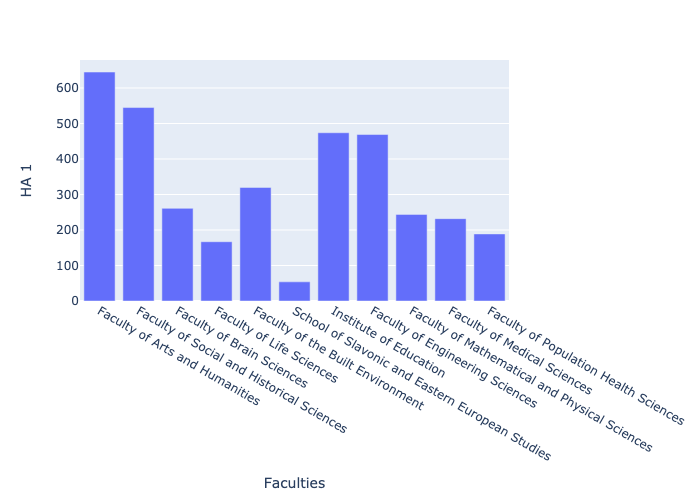 600
500
400
300
200
100
0
HA 1
Faculty of Arts and Humanities
Faculty of Social and Historical Sciences
Faculty of Brain Sciences
Faculty of Life Sciences
Faculty of the Built Environment
School of Slavonic and Eastern European Studies
Institute of Education
Faculty of Engineering Sciences
Faculty of Mathematical and Physical Sciences
Faculty of Medical Sciences
Faculty of Population Health Sciences
Faculties